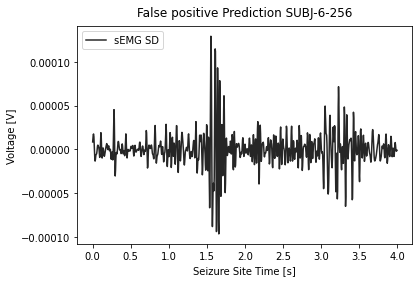 False positive Prediction SUBJ-6-256
sEMG SD
Voltage [V]
0.00010
0.00005
0.00000
−0.00005
−0.00010
0.0 0.5 1.0 1.5 2.0 2.5 3.0 3.5 4.0
Seizure Site Time [s]